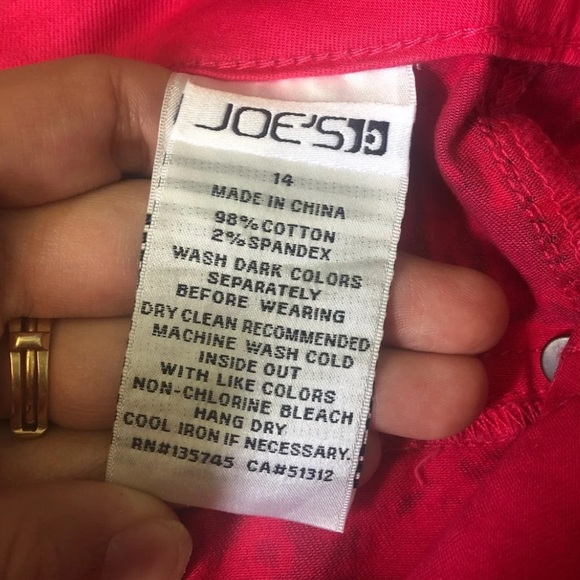 JOE'S
14
MADE IN CHINA
98% COTTON
2% SPANDEX
WASH DARK COLORS
SEPARATELY
BEFORE WEARING
DRY CLEAN RECOMMENDED
MACHINE WASH COLD
INSIDE OUT
WITH LIKE COLORS
NON-CHLORINE BLEACH
HANG DRY
COOL IRON IF NECESSARY.
RN#135745 CA#51312